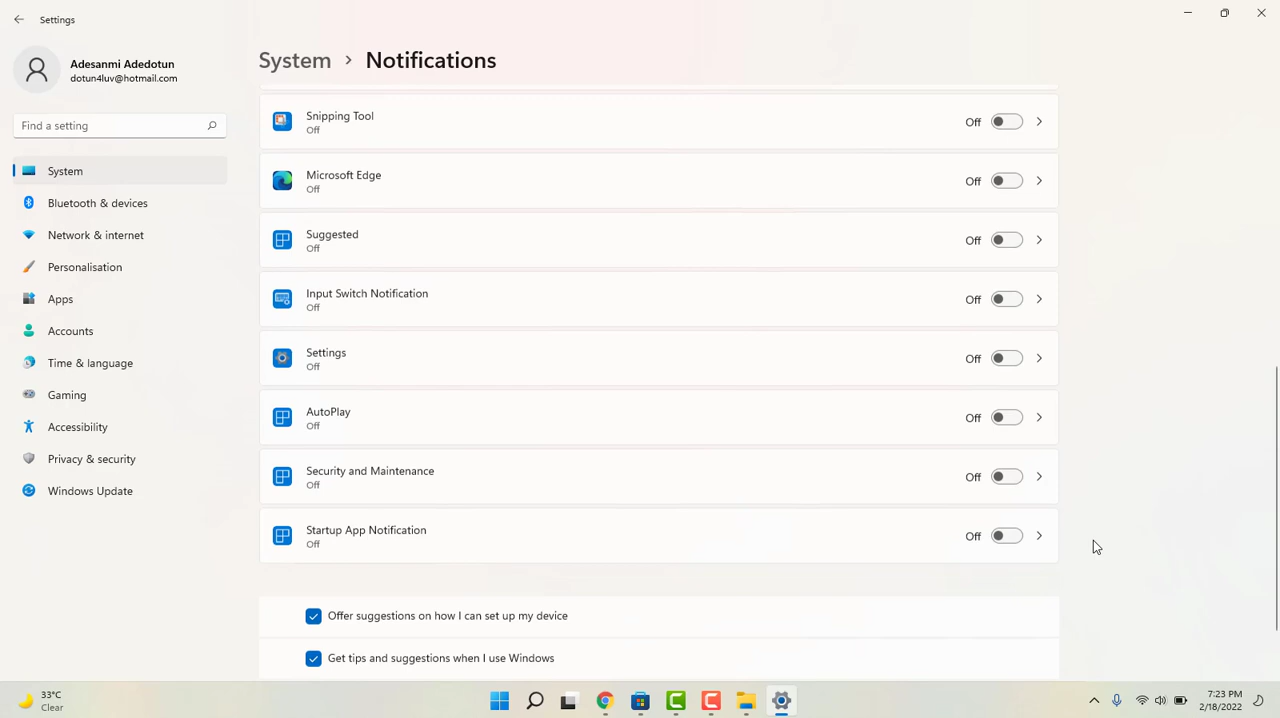 Settings
Adesanmi Adedotun
dotun4luv@hotmail.com
Find a setting
System
Bluetooth & devices
Network & internet
Personalisation
Apps
Accounts
Time & language
Gaming
Accessibility
Privacy & security
Windows Update
System > Notifications
Snipping Tool
Off
Off
Microsoft Edge
Off
Off
Suggested
Off
Off
Input Switch Notification
Off
Off
Settings
Off
Off
AutoPlay
Off
Off
Security and Maintenance
Off
Off
Startup App Notification
Off
Off
Offer suggestions on how I can set up my device
Get tips and suggestions when I use Windows
33°C
Clear
7:23 PM
2/18/2022